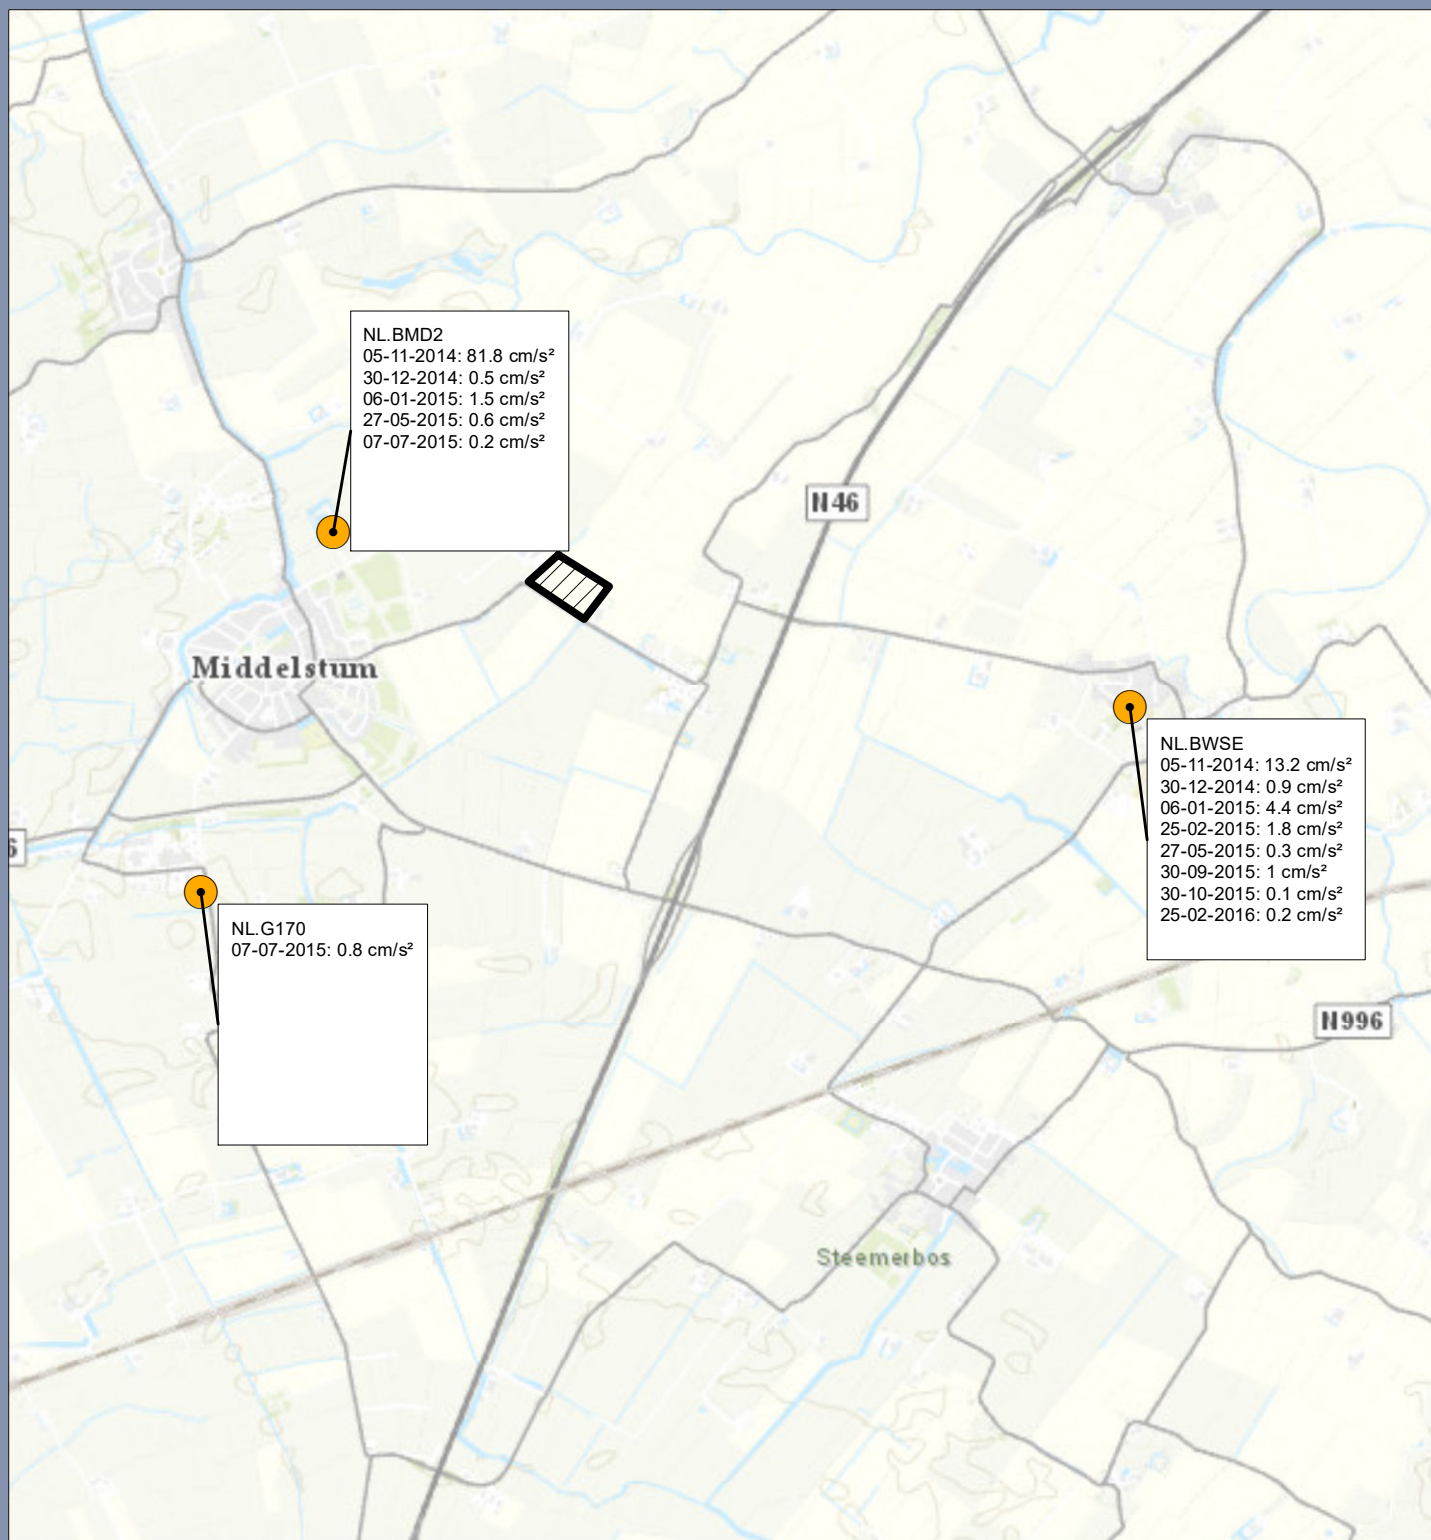 NL.BMD2
05-11-2014: 81.8 cm/s²
30-12-2014: 0.5 cm/s²
06-01-2015: 1.5 cm/s²
27-05-2015: 0.6 cm/s²
07-07-2015: 0.2 cm/s²
N46
Middelstum
NL.BWSE
05-11-2014: 13.2 cm/s²
30-12-2014: 0.9 cm/s²
06-01-2015: 4.4 cm/s²
25-02-2015: 1.8 cm/s²
27-05-2015: 0.3 cm/s²
30-09-2015: 1 cm/s²
30-10-2015: 0.1 cm/s²
25-02-2016: 0.2 cm/s²
6
NL.G170
07-07-2015: 0.8 cm/s²
N996
Steemerbos